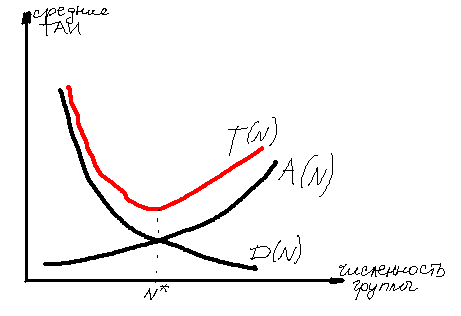 средние
ТАИ
T(N)
A(N)
D(N)
N*
численность
группы